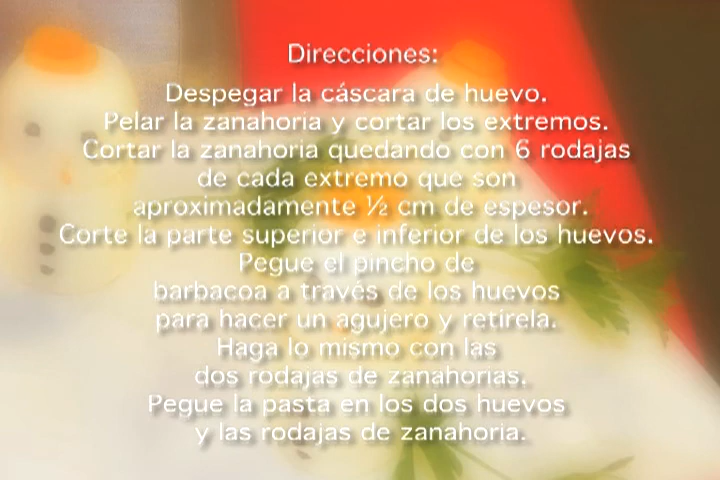 Direcciones:
Despegar la cáscara de huevo.
Pelar la zanahoria y cortar los extremos.
Cortar la zanahoria quedando con 6 rodajas
de cada extremo que son
aproximadamente ½ cm de espesor.
Corte la parte superior e inferior de los huevos.
Pegue el pincho de
barbacoa a través de los huevos
para hacer un agujero y retirela.
Haga lo mismo con las
dos rodajas de zanahorias.
Pegue la pasta en los dos huevos
y las rodajas de zanahoria.